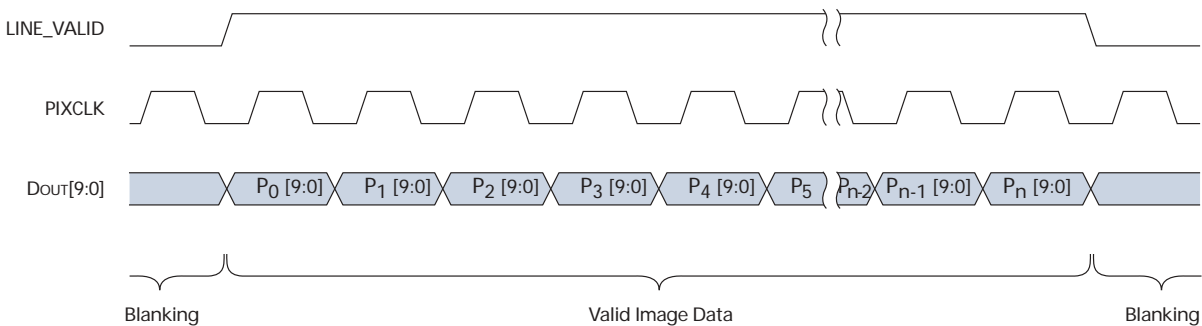 LINE_VALID
PIXCLK
DOUT[9:0] P0 [9:0] P1 [9:0] P2 [9:0] P3 [9:0] P4 [9:0] P5 Pn-2 Pn-1 [9:0] Pn [9:0]
Blanking Valid Image Data Blanking